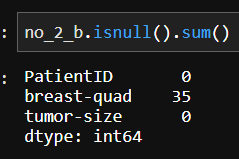 : no_2_b.isnull().sum()
: PatientID 0
breast-quad 35
tumor-size 0
dtype: int64